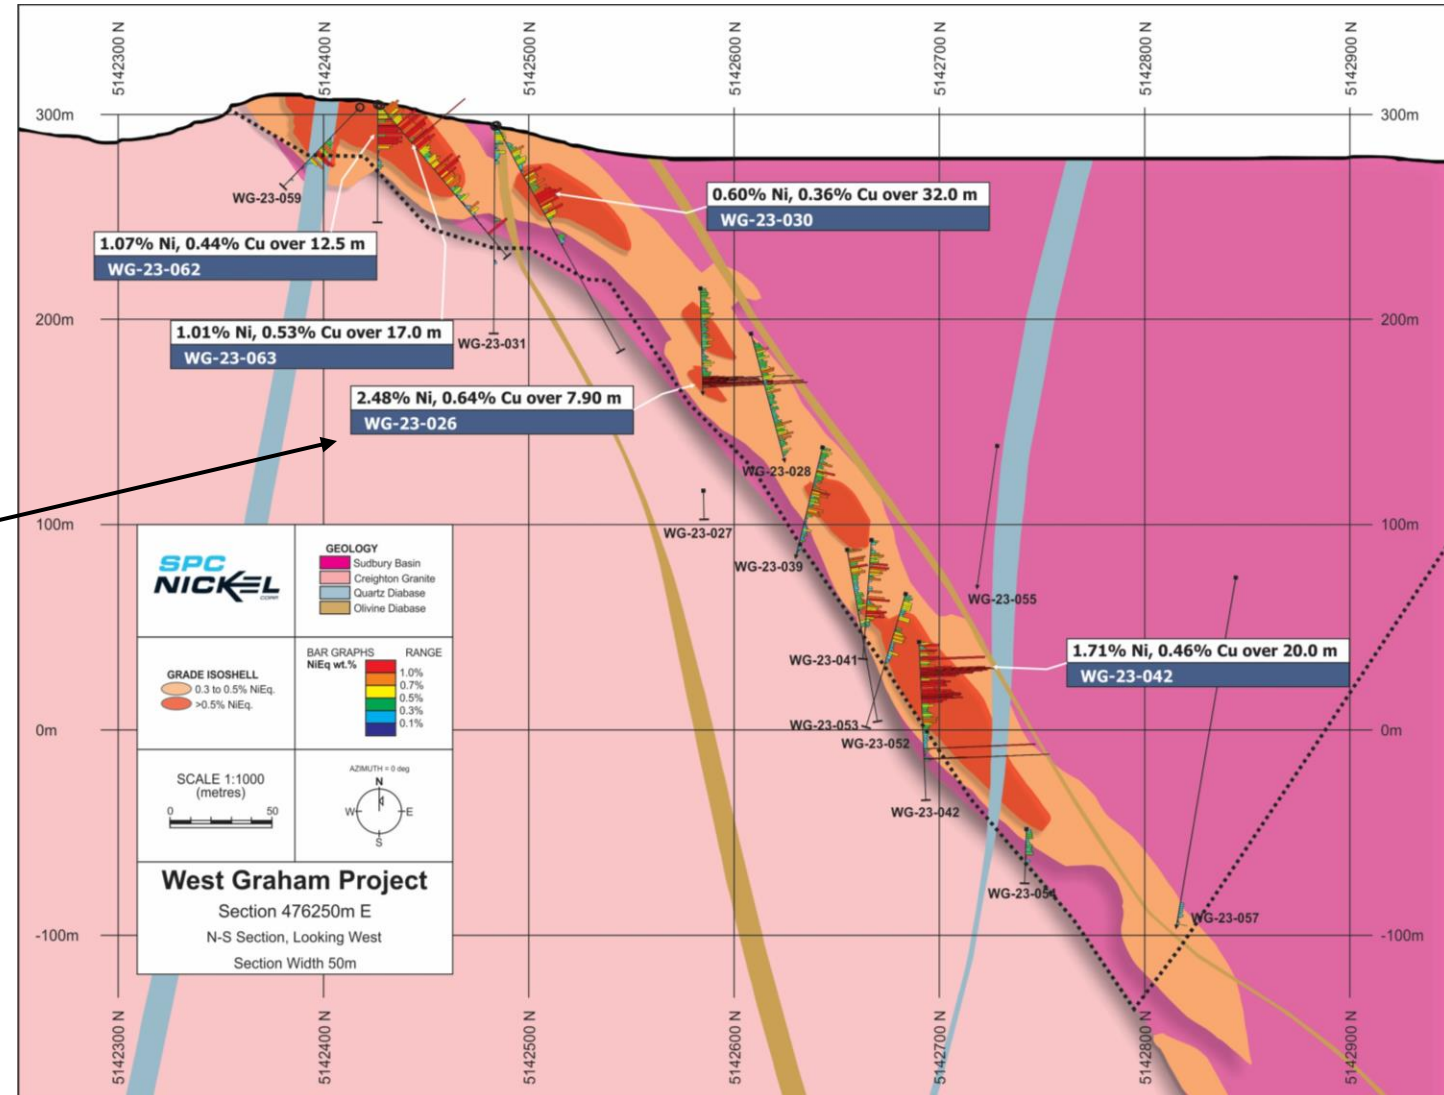 5142300 N
5142400 N
5142500 N
5142600 N
5142700 N
5142800 N
5142900 N
300m
300m
WG-23-059
0.60% Ni, 0.36% Cu over 32.0 m
WG-23-030
1.07% Ni, 0.44% Cu over 12.5 m
WG-23-062
200m
200m
1.01% Ni, 0.53% Cu over 17.0 m
WG-23-063
WG-23-031
2.48% Ni, 0.64% Cu over 7.90 m
WG-23-026
WG-23-028
100m
100m
WG-23-027
WG-23-039
WG-23-055
SPC
NICKEL
CORP.
GEOLOGY
Sudbury Basin
Creighton Granite
Quartz Diabase
Olivine Diabase
GRADE ISOSHELL
0.3 to 0.5% NiEq.
>0.5% NiEq.
BAR GRAPHS RANGE
NiEq wt.%
1.0%
0.7%
0.5%
0.3%
0.1%
WG-23-041
1.71% Ni, 0.46% Cu over 20.0 m
WG-23-042
WG-23-053
0m
0m
WG-23-052
SCALE 1:1000
(metres)
0 50
AZIMUTH = 0 deg
N
W E
S
WG-23-042
West Graham Project
Section 476250m E
N-S Section, Looking West
Section Width 50m
WG-23-054
WG-23-057
-100m
-100m
5142300 N
5142400 N
5142500 N
5142600 N
5142700 N
5142800 N
5142900 N